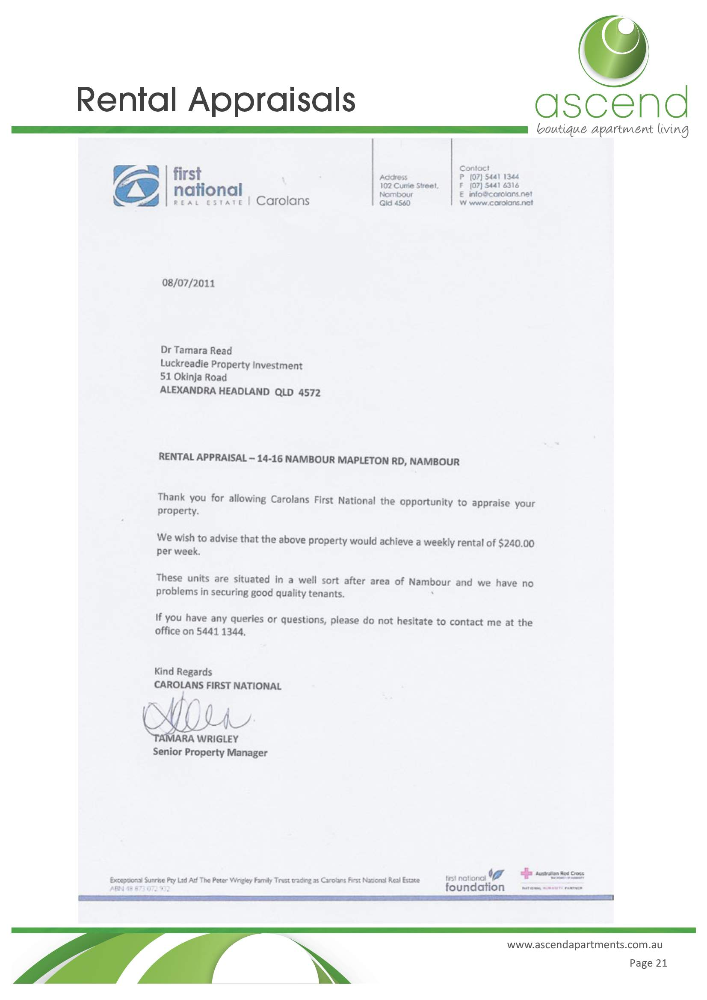 ascend
boutique apartment living
Rental Appraisals
first
national
REAL ESTATE | Carolans
Address
102 Currie Street,
Nambour
Qld 4560
Contact
P (07) 5441 1344
F (07) 5441 6316
E info@carolans.net
W www.carolans.net
08/07/2011
Dr Tamara Read
Luckreadie Property Investment
51 Okinja Road
ALEXANDRA HEADLAND QLD 4572
RENTAL APPRAISAL – 14-16 NAMBOUR MAPLETON RD, NAMBOUR
Thank you for allowing Carolans First National the opportunity to appraise your
property.
We wish to advise that the above property would achieve a weekly rental of $240.00
per week.
These units are situated in a well sort after area of Nambour and we have no
problems in securing good quality tenants.
If you have any queries or questions, please do not hesitate to contact me at the
office on 5441 1344.
Kind Regards
CAROLANS FIRST NATIONAL
TAMARA WRIGLEY
Senior Property Manager
Exceptional Sunrise Pty Ltd Atf The Peter Wrigley Family Trust trading as Carolans First National Real Estate
ABN 48 873 072 932
first national
foundation
Australian Red Cross
NATIONAL HUMANITY PARTNER
www.ascendapartments.com.au
Page 21